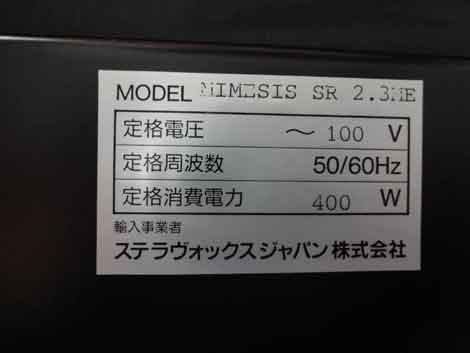 MODEL MIMESIS SR 2.3ME
定格電圧 ～ 100 V
定格周波数 50/60Hz
定格消費電力 400 W
輸入事業者
ステラヴォックスジャパン株式会社